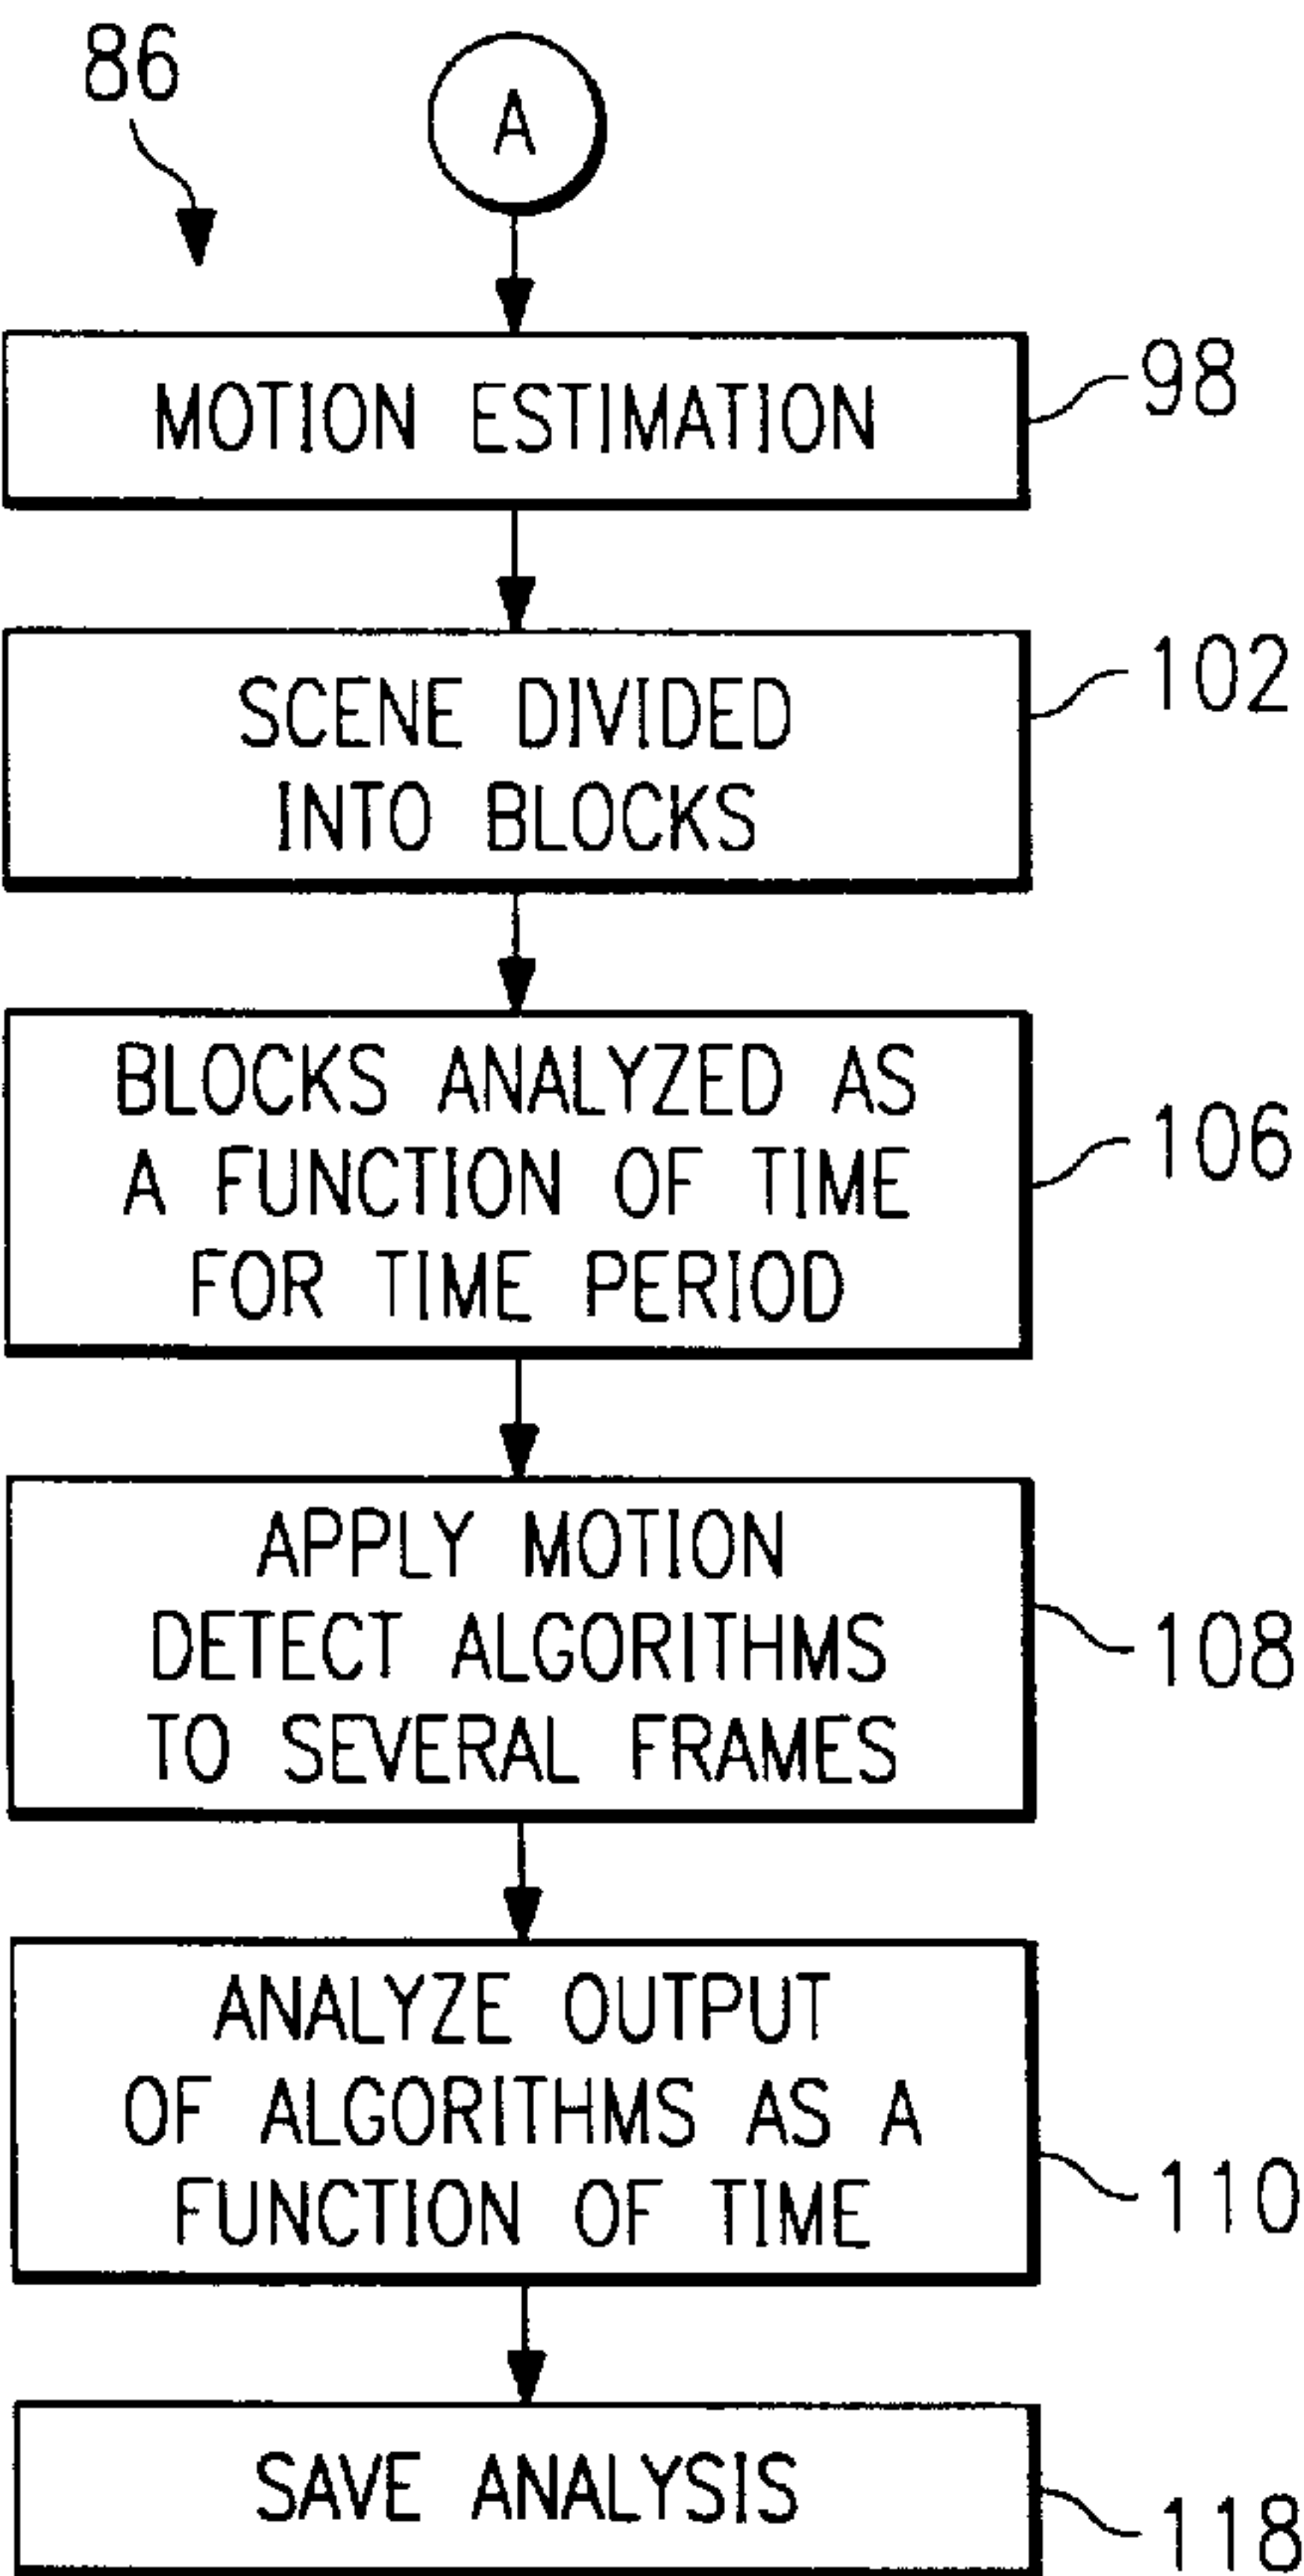 86
A
MOTION ESTIMATION
98
SCENE DIVIDED
INTO BLOCKS
102
BLOCKS ANALYZED AS
A FUNCTION OF TIME
FOR TIME PERIOD
106
APPLY MOTION
DETECT ALGORITHMS
TO SEVERAL FRAMES
108
ANALYZE OUTPUT
OF ALGORITHMS AS A
FUNCTION OF TIME
110
SAVE ANALYSIS
118